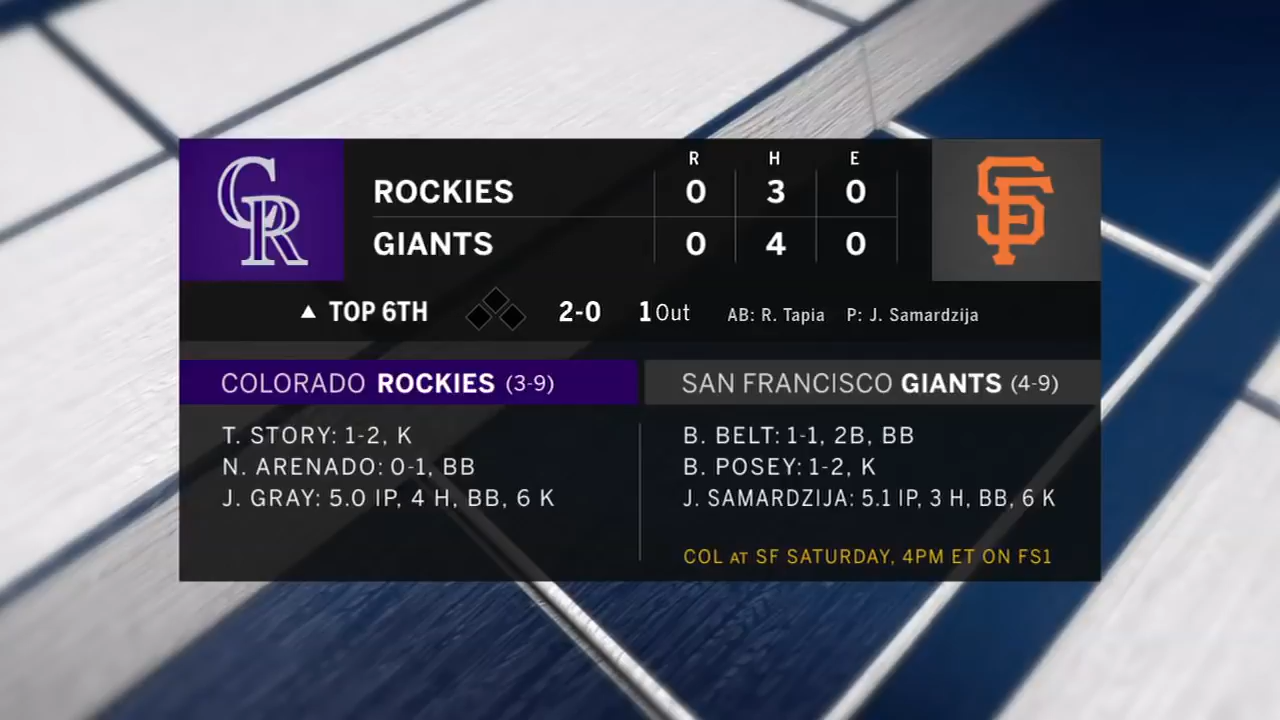 R H E
CR ROCKIES 0 3 0 SF
GIANTS 0 4 0
▲ TOP 6TH 2-0 1 Out AB: R. Tapia P: J. Samardzija
COLORADO ROCKIES (3-9)
T. STORY: 1-2, K
N. ARENADO: 0-1, BB
J. GRAY: 5.0 IP, 4 H, BB, 6 K
SAN FRANCISCO GIANTS (4-9)
B. BELT: 1-1, 2B, BB
B. POSEY: 1-2, K
J. SAMARDZIJA: 5.1 IP, 3 H, BB, 6 K
COL AT SF SATURDAY, 4PM ET ON FS1